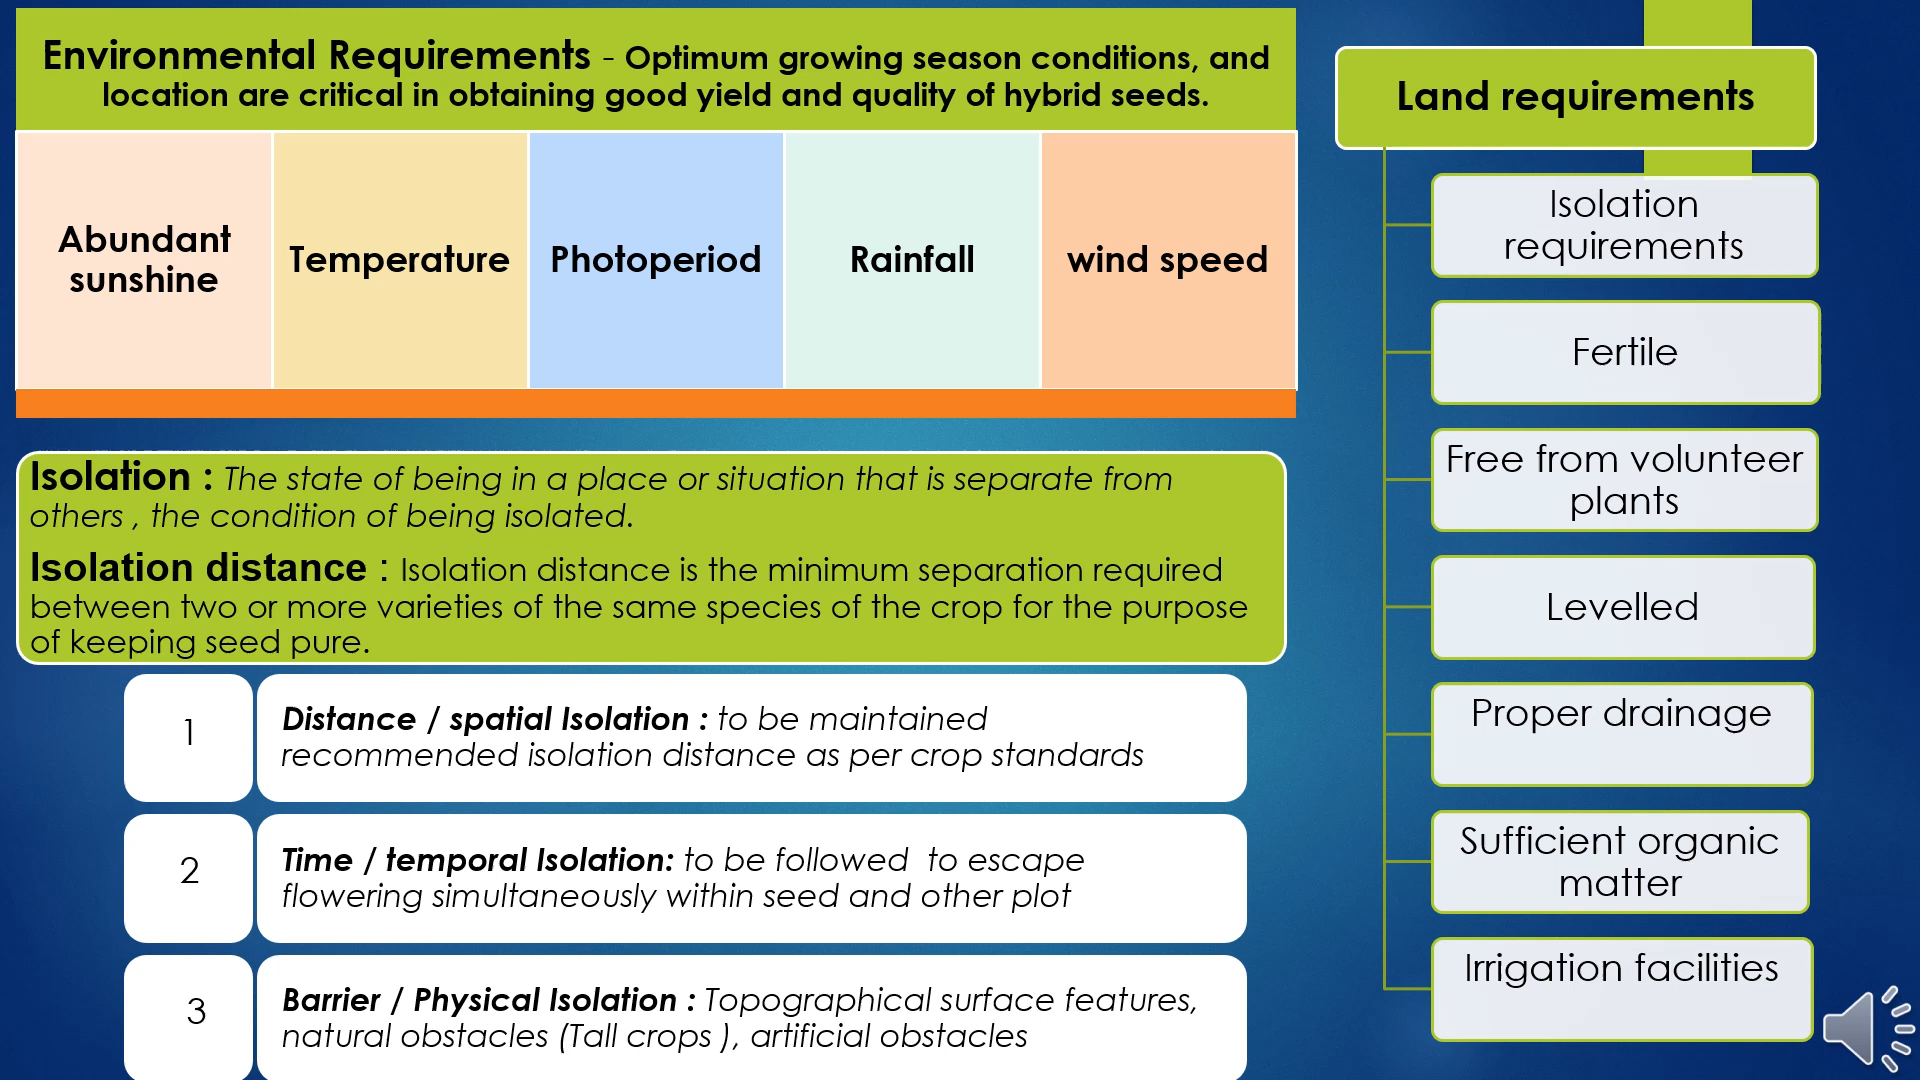 Environmental Requirements - Optimum growing season conditions, and
location are critical in obtaining good yield and quality of hybrid seeds.
Abundant
sunshine
Temperature
Photoperiod
Rainfall
wind speed
Isolation : The state of being in a place or situation that is separate from
others , the condition of being isolated.
Isolation distance : Isolation distance is the minimum separation required
between two or more varieties of the same species of the crop for the purpose
of keeping seed pure.
1
Distance / spatial Isolation : to be maintained
recommended isolation distance as per crop standards
2
Time / temporal Isolation: to be followed  to escape
flowering simultaneously within seed and other plot
3
Barrier / Physical Isolation : Topographical surface features,
natural obstacles (Tall crops ), artificial obstacles
Land requirements
Isolation
requirements
Fertile
Free from volunteer
plants
Levelled
Proper drainage
Sufficient organic
matter
Irrigation facilities